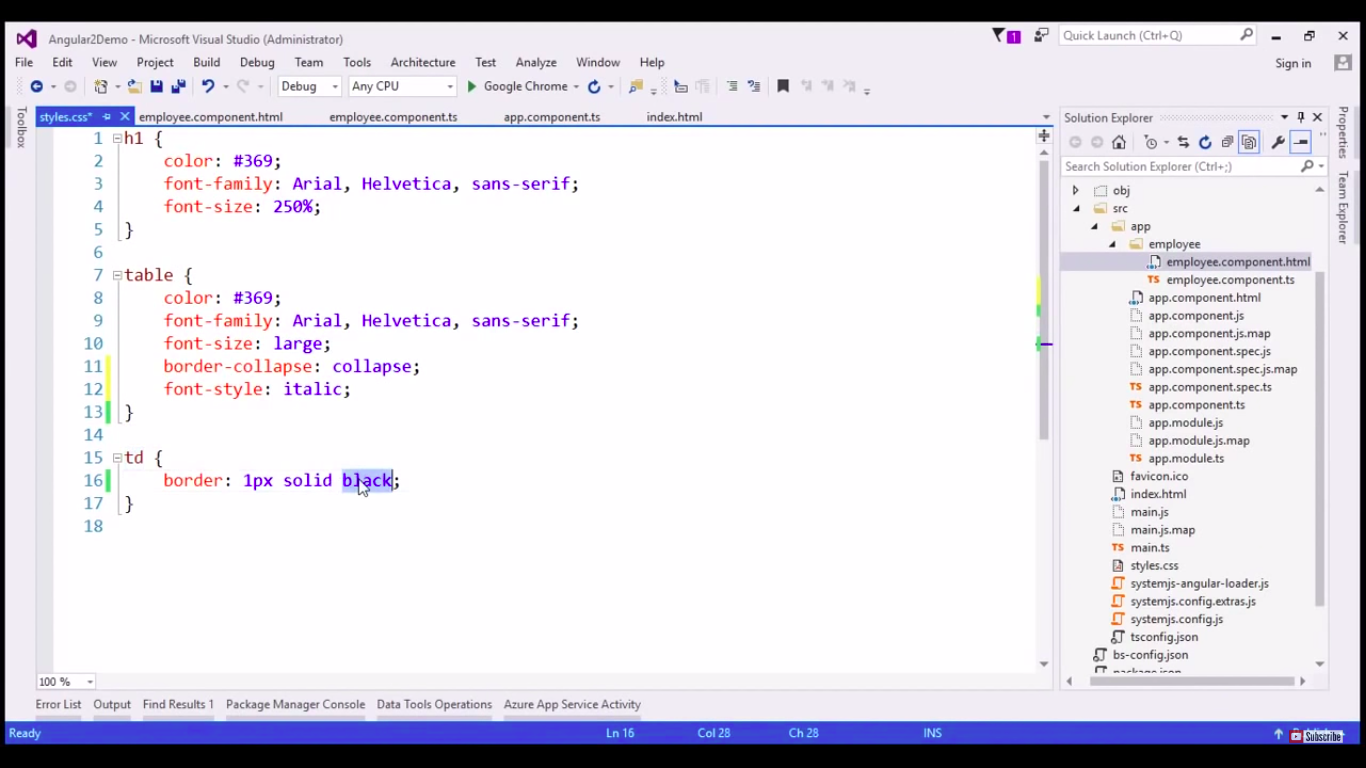 Angular2Demo - Microsoft Visual Studio (Administrator)
1
Quick Launch (Ctrl+Q)
File Edit View Project Build Debug Team Tools Architecture Test Analyze Window Help
Sign in
Debug Any CPU Google Chrome
Toolbox
styles.css* employee.component.html employee.component.ts app.component.ts index.html
1 h1 {
2 color: #369;
3 font-family: Arial, Helvetica, sans-serif;
4 font-size: 250%;
5 }
6
7 table {
8 color: #369;
9 font-family: Arial, Helvetica, sans-serif;
10 font-size: large;
11 border-collapse: collapse;
12 font-style: italic;
13 }
14
15 td {
16 border: 1px solid black;
17 }
18
100 %
Solution Explorer
Search Solution Explorer (Ctrl+;)
obj
src
app
employee
employee.component.html
employee.component.ts
app.component.html
app.component.js
app.component.js.map
app.component.spec.js
app.component.spec.js.map
app.component.spec.ts
app.component.ts
app.module.js
app.module.js.map
app.module.ts
favicon.ico
index.html
main.js
main.js.map
main.ts
styles.css
systemjs-angular-loader.js
systemjs.config.extras.js
systemjs.config.js
tsconfig.json
bs-config.json
package.json
Properties
Team Explorer
Error List Output Find Results 1 Package Manager Console Data Tools Operations Azure App Service Activity
Ready Ln 16 Col 28 Ch 28 INS
Subscribe